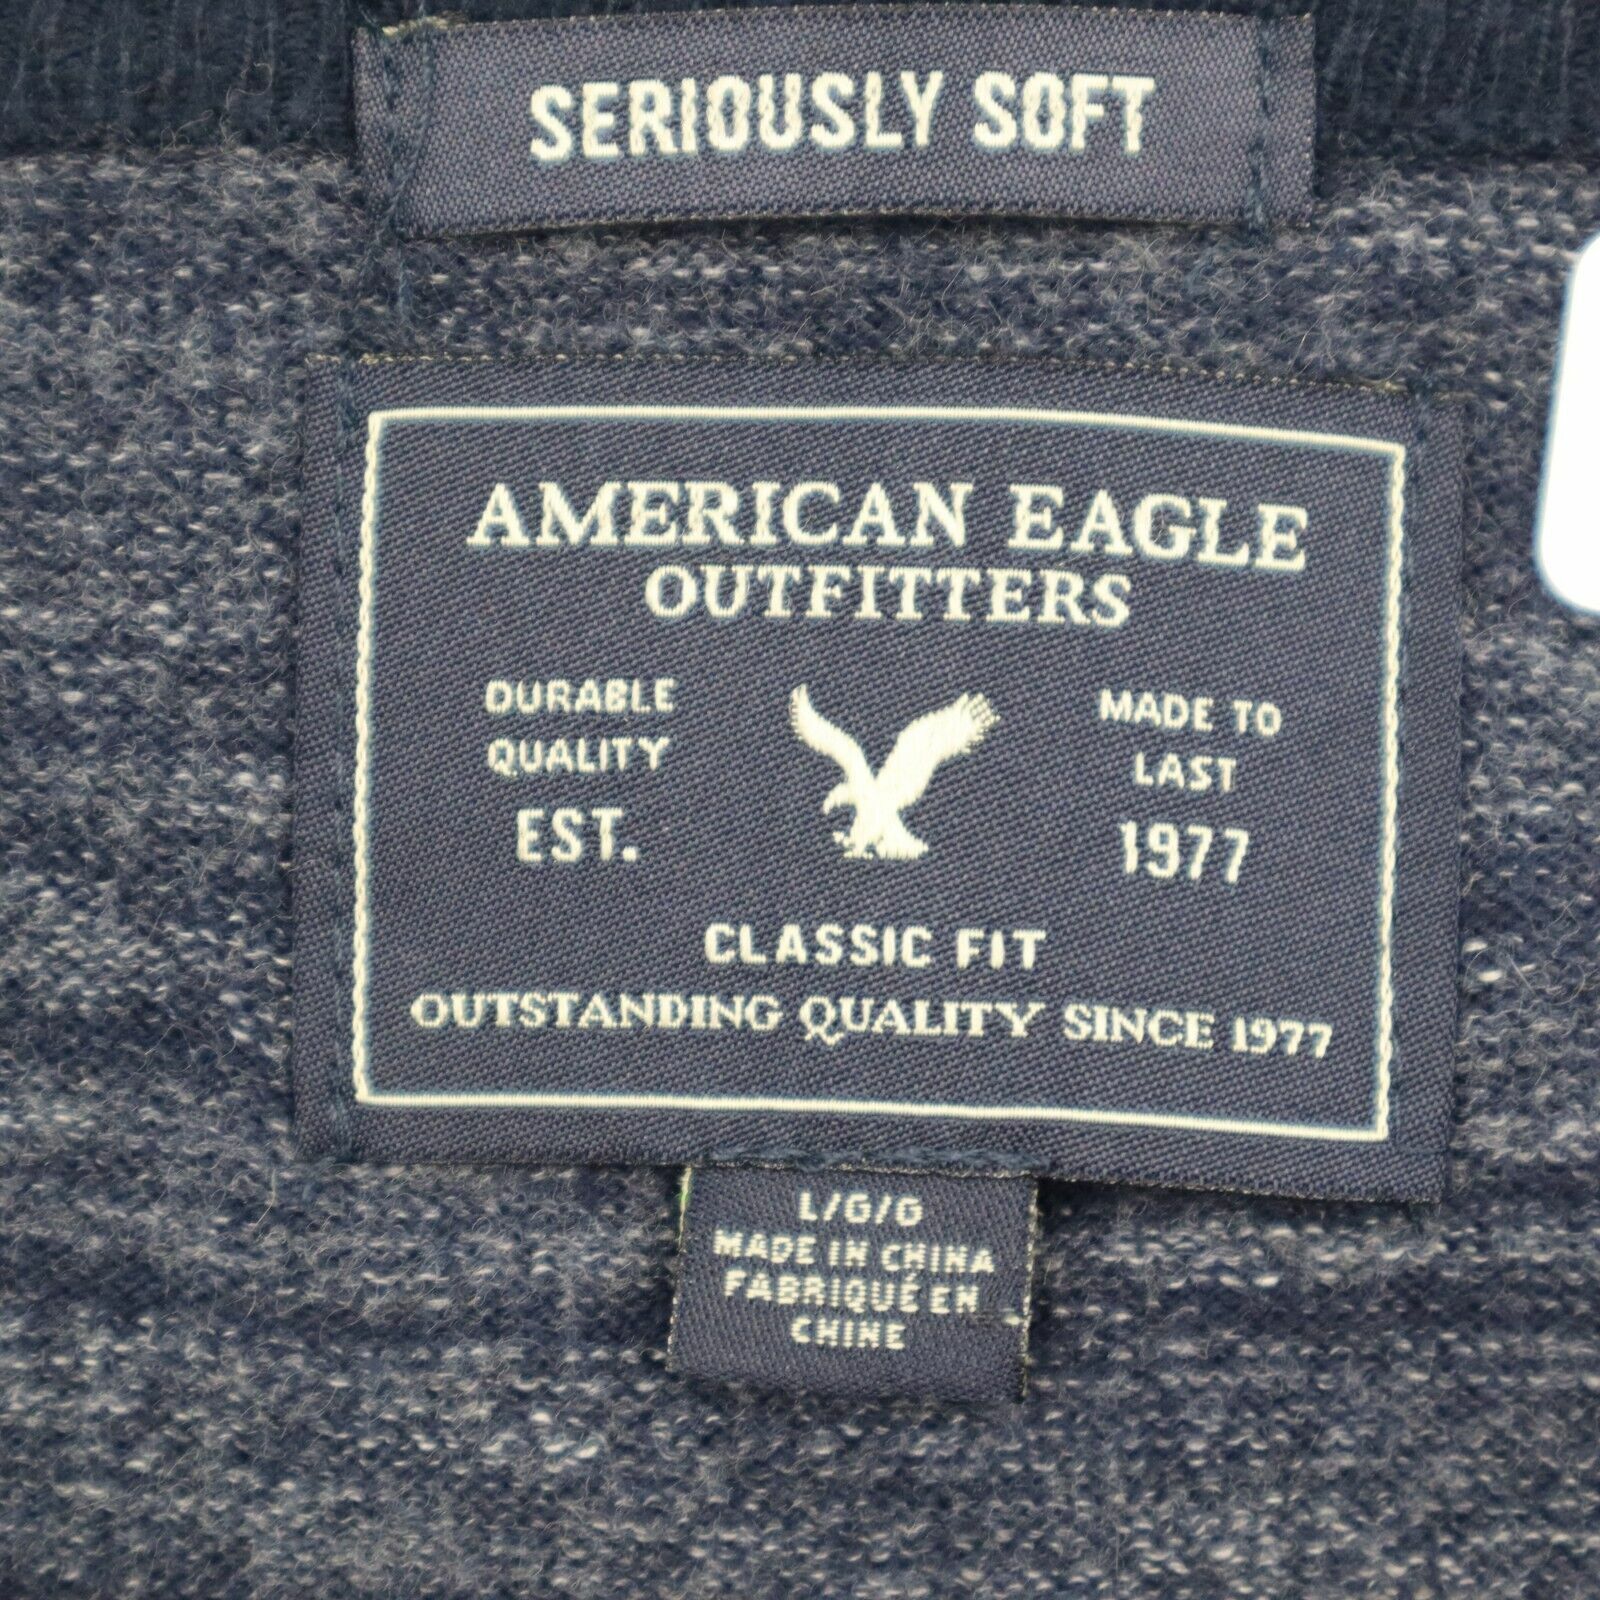 SERIOUSLY SOFT
AMERICAN EAGLE
OUTFITTERS
DURABLE
QUALITY
EST.
MADE TO
LAST
1977
CLASSIC FIT
OUTSTANDING QUALITY SINCE 1977
L/G/G
MADE IN CHINA
FABRIQUÉ EN
CHINE